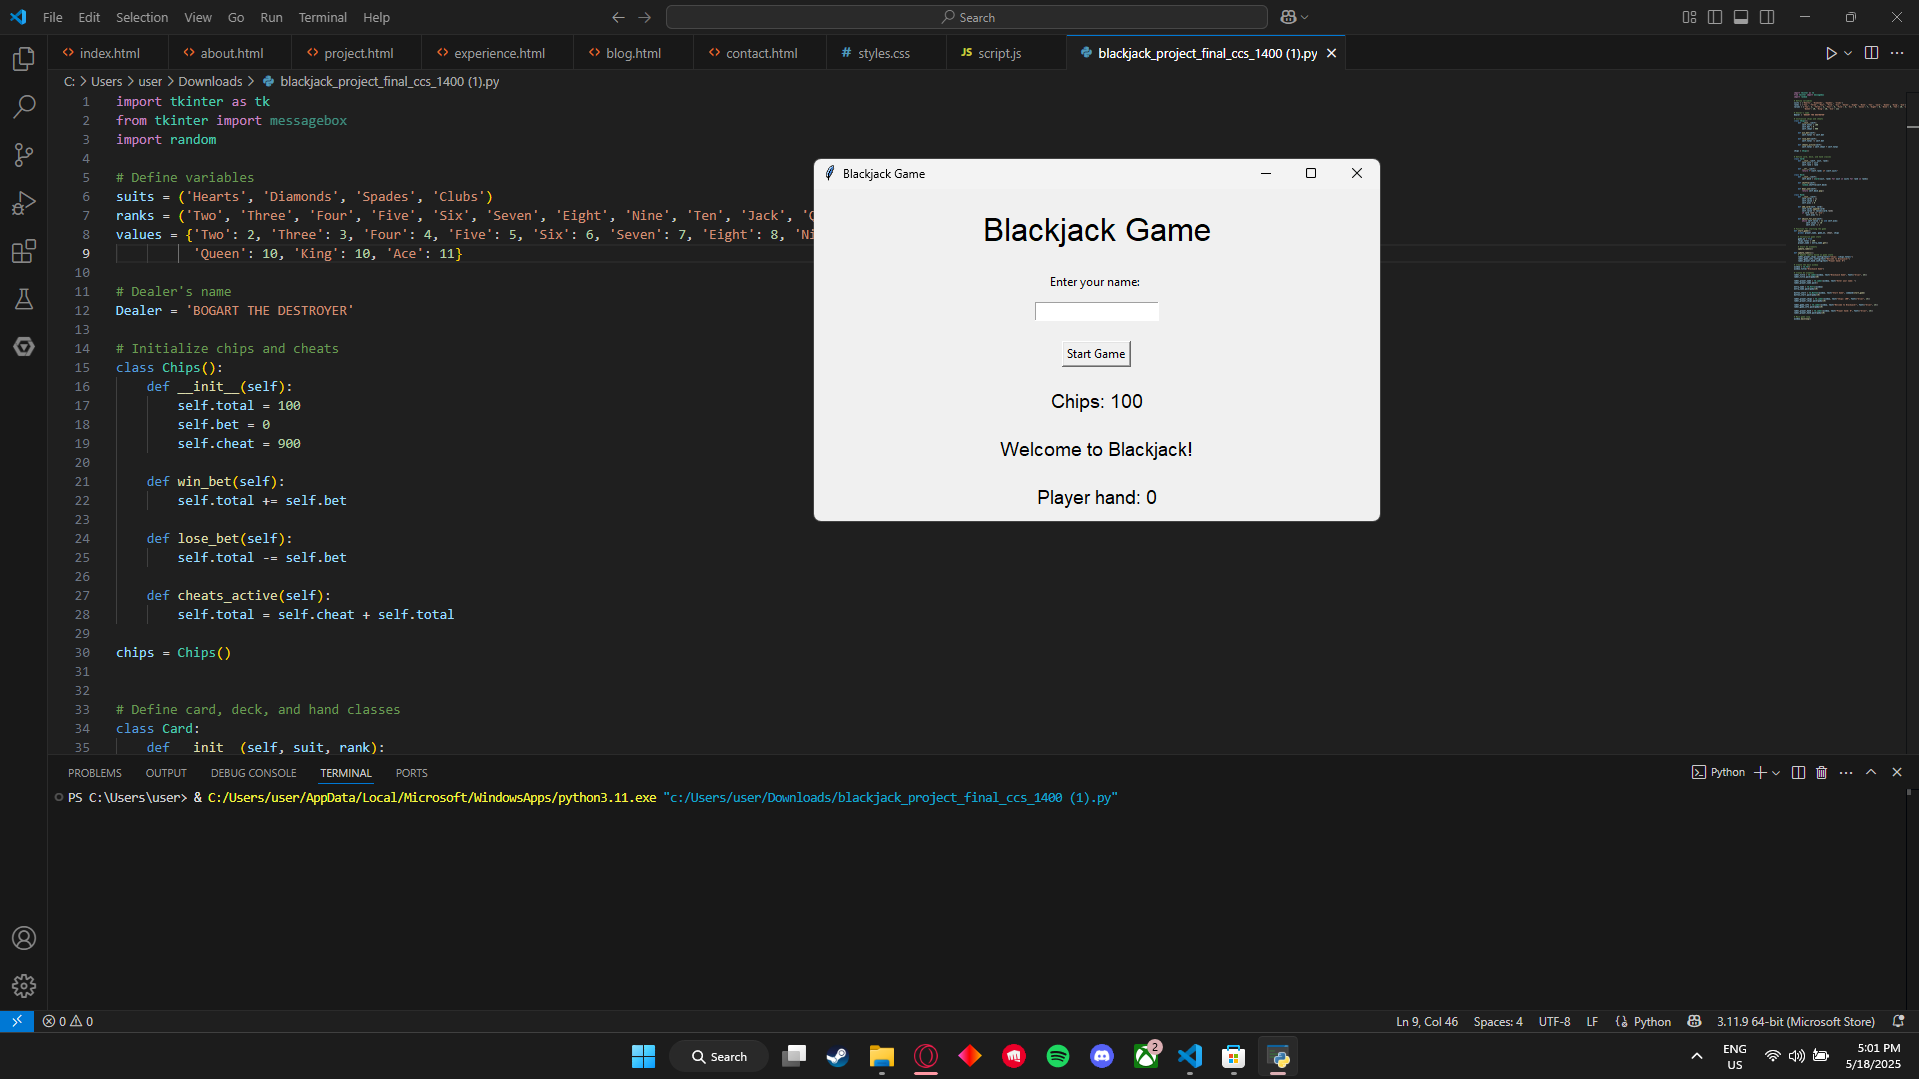 File Edit Selection View Go Run Terminal Help
Search
index.html about.html project.html experience.html blog.html contact.html # styles.css JS script.js blackjack_project_final_ccs_1400 (1).py
C: > Users > user > Downloads > blackjack_project_final_ccs_1400 (1).py
1 import tkinter as tk
2 from tkinter import messagebox
3 import random
4
5 # Define variables
6 suits = ('Hearts', 'Diamonds', 'Spades', 'Clubs')
7 ranks = ('Two', 'Three', 'Four', 'Five', 'Six', 'Seven', 'Eight', 'Nine', 'Ten', 'Jack', '
8 values = {'Two': 2, 'Three': 3, 'Four': 4, 'Five': 5, 'Six': 6, 'Seven': 7, 'Eight': 8, 'Ni
9 'Queen': 10, 'King': 10, 'Ace': 11}
10
11 # Dealer's name
12 Dealer = 'BOGART THE DESTROYER'
13
14 # Initialize chips and cheats
15 class Chips():
16 def __init__(self):
17 self.total = 100
18 self.bet = 0
19 self.cheat = 900
20
21 def win_bet(self):
22 self.total += self.bet
23
24 def lose_bet(self):
25 self.total -= self.bet
26
27 def cheats_active(self):
28 self.total = self.cheat + self.total
29
30 chips = Chips()
31
32
33 # Define card, deck, and hand classes
34 class Card:
35 def __init__(self, suit, rank):
Blackjack Game
Blackjack Game
Enter your name:
Start Game
Chips: 100
Welcome to Blackjack!
Player hand: 0
PROBLEMS OUTPUT DEBUG CONSOLE TERMINAL PORTS
Python
PS C:\Users\user> & C:/Users/user/AppData/Local/Microsoft/WindowsApps/python3.11.exe "c:/Users/user/Downloads/blackjack_project_final_ccs_1400 (1).py"
0 0
Ln 9, Col 46 Spaces: 4 UTF-8 LF {} Python 3.11.9 64-bit (Microsoft Store)
Search
2
ENG
US
5:01 PM
5/18/2025